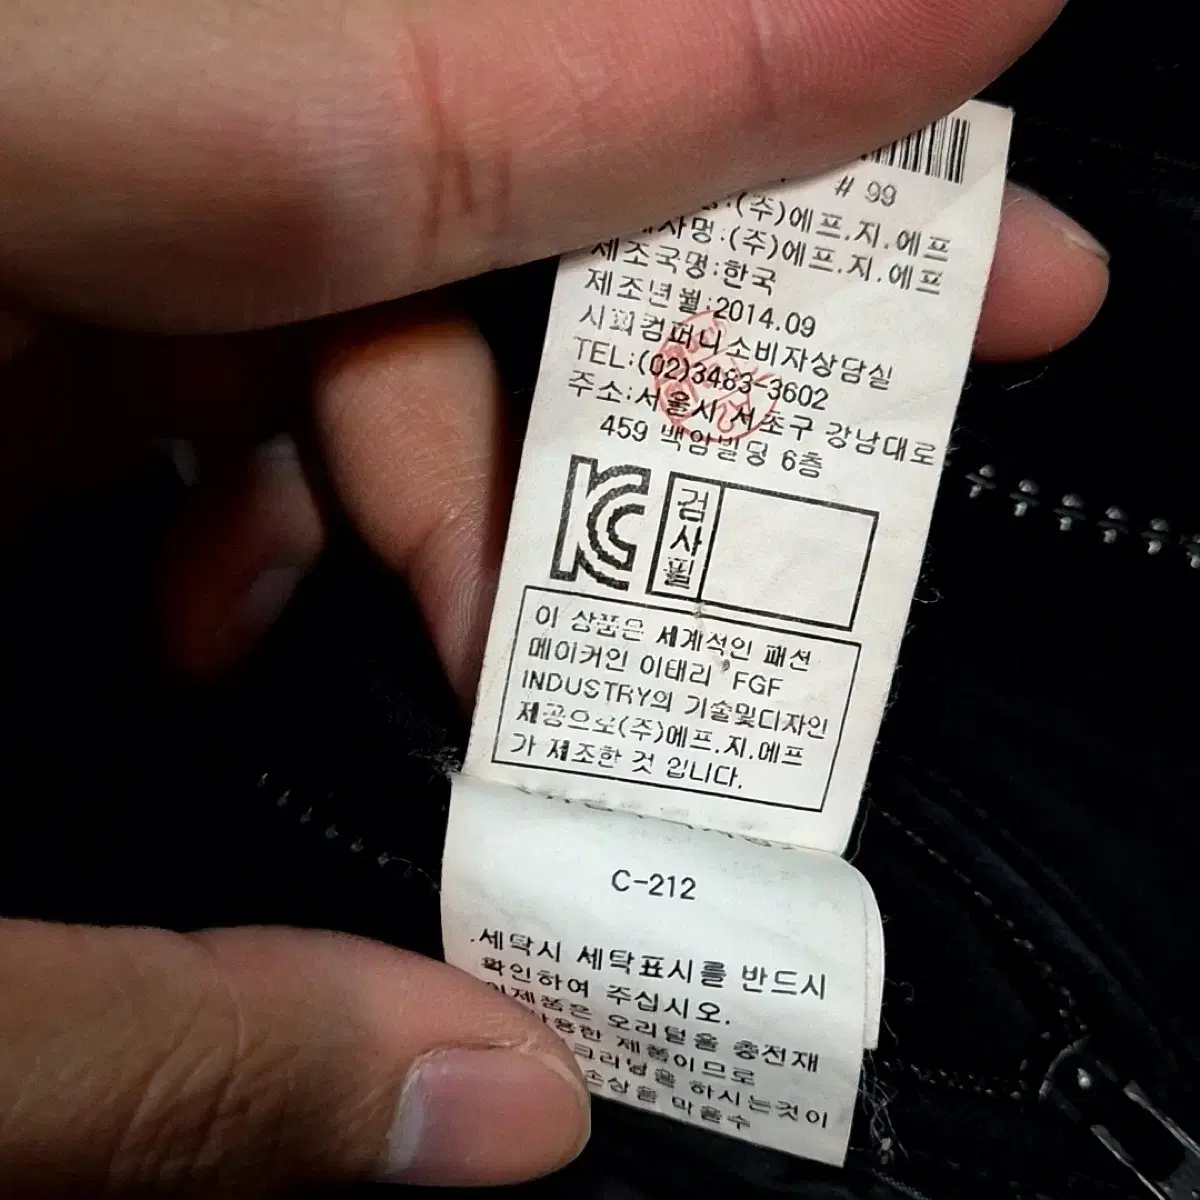 # 99
:(주)에프.지.에프
사명:(주)에프.지.에프
제조국명:한국
제조년월:2014.09
시피컴퍼니소비자상담실
TEL:(02)3483-3602
주소:서울시 서초구 강남대로
459 백암빌딩 6층
KC
검사필
이 상품은 세계적인 패션
메이커인 이태리 FGF
INDUSTRY의 기술및디자인
제공으로(주)에프.지.에프
가 제조한 것 입니다.
C-212
.세탁시 세탁표시를 반드시
확인하여 주십시오.
이제품은 오리털을 충전재
사용한 제품이므로
크리닝을 하시는것이
손상을 막을수